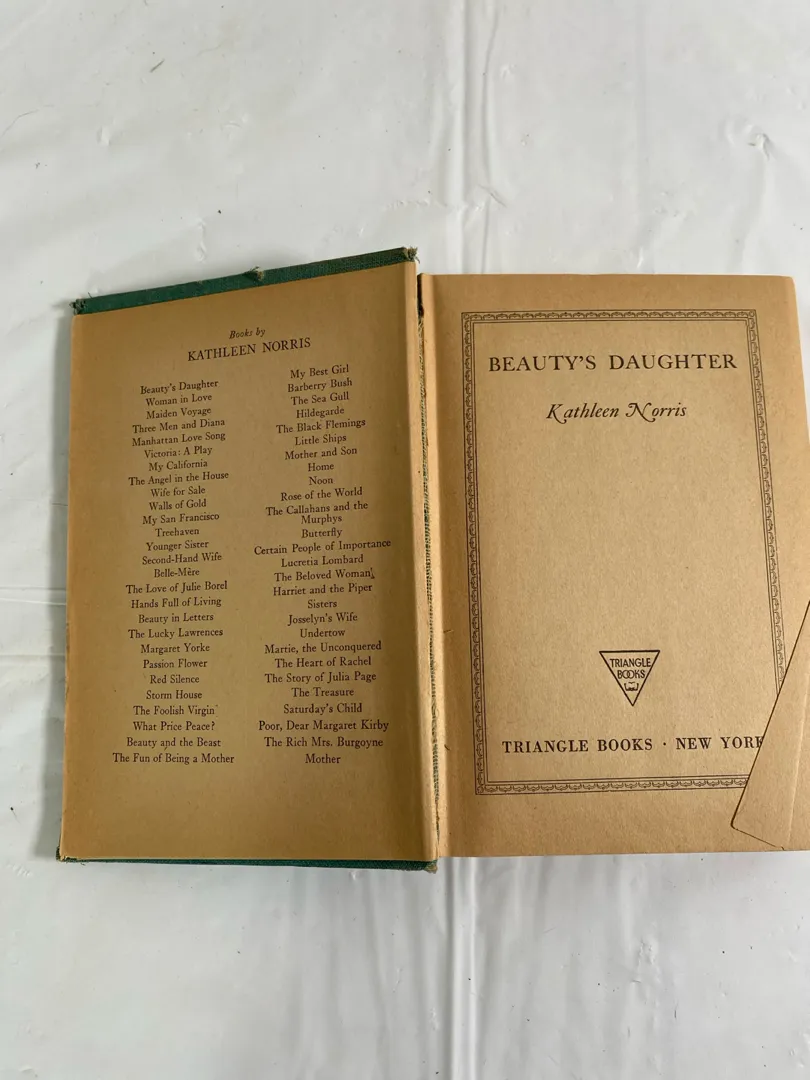 Books by
KATHLEEN NORRIS
Beauty's Daughter
Woman in Love
Maiden Voyage
Three Men and Diana
Manhattan Love Song
Victoria: A Play
My California
The Angel in the House
Wife for Sale
Walls of Gold
My San Francisco
Treehaven
Younger Sister
Second-Hand Wife
Belle-Mère
The Love of Julie Borel
Hands Full of Living
Beauty in Letters
The Lucky Lawrences
Margaret Yorke
Passion Flower
Red Silence
Storm House
The Foolish Virgin
What Price Peace?
Beauty and the Beast
The Fun of Being a Mother
My Best Girl
Barberry Bush
The Sea Gull
Hildegarde
The Black Flemings
Little Ships
Mother and Son
Home
Noon
Rose of the World
The Callahans and the
Murphys
Butterfly
Certain People of Importance
Lucretia Lombard
The Beloved Woman
Harriet and the Piper
Sisters
Josselyn's Wife
Undertow
Martie, the Unconquered
The Heart of Rachel
The Story of Julia Page
The Treasure
Saturday's Child
Poor, Dear Margaret Kirby
The Rich Mrs. Burgoyne
Mother
BEAUTY'S DAUGHTER
Kathleen Norris
TRIANGLE
BOOKS
TRIANGLE BOOKS · NEW YORK